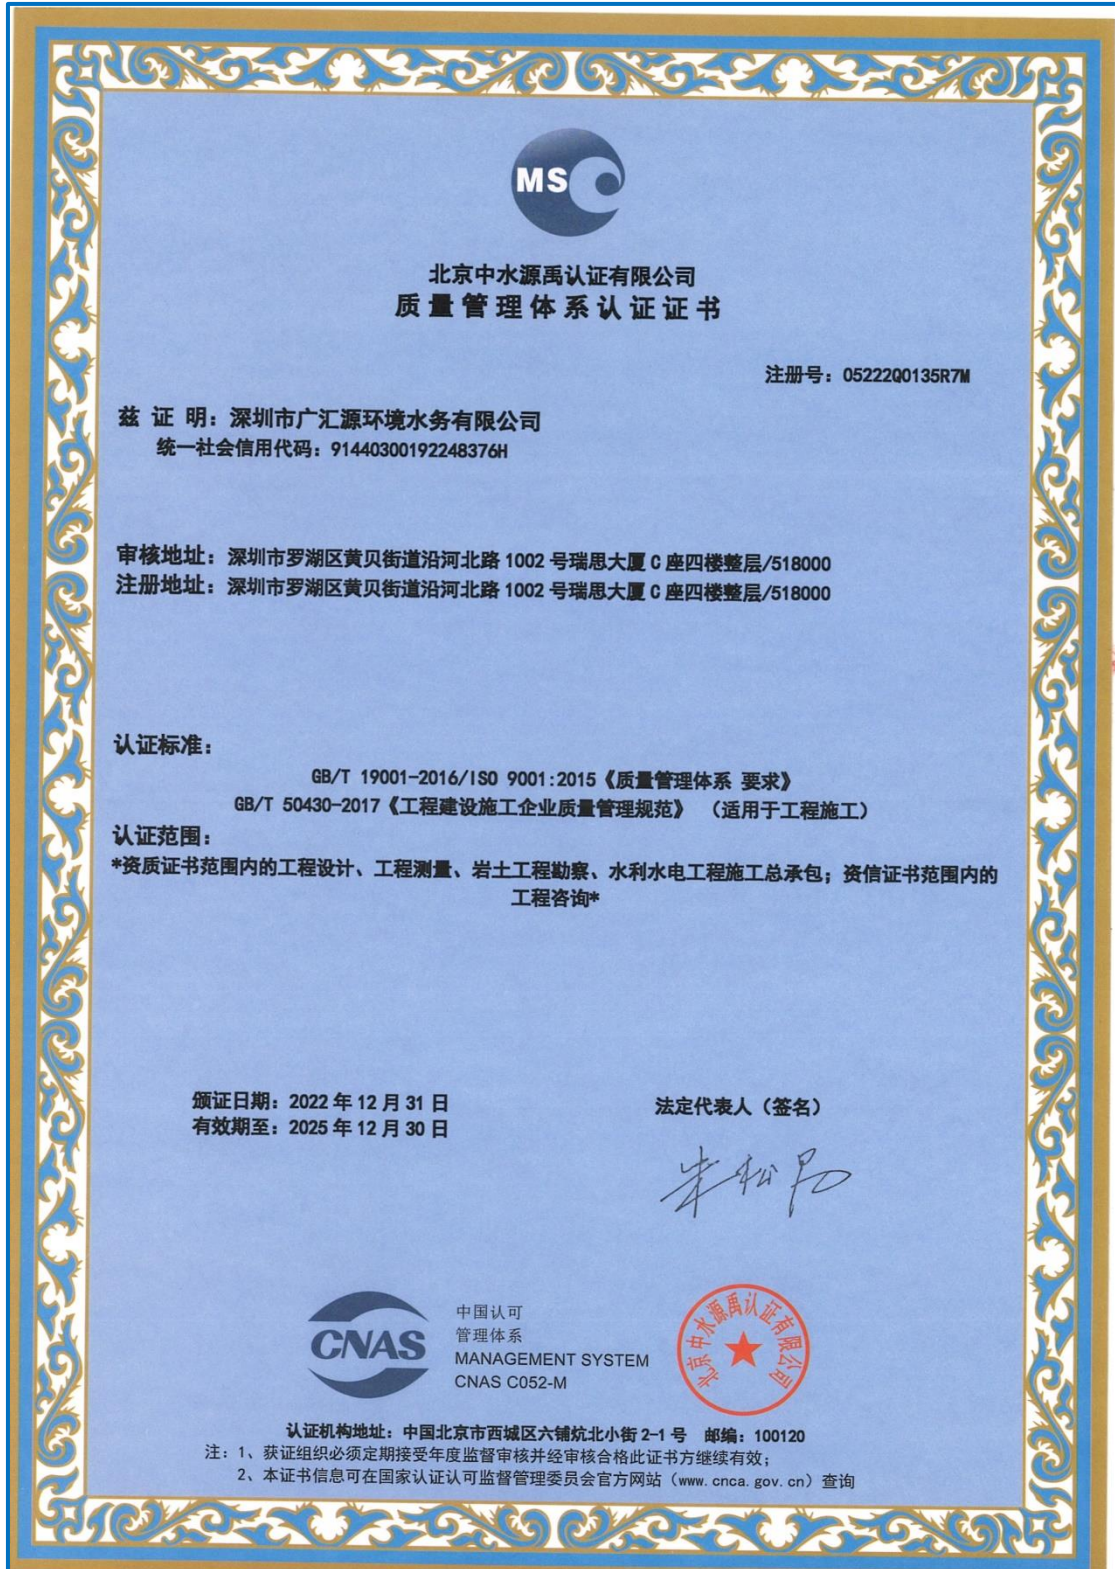 MSC
北京中水源禹认证有限公司
质量管理体系认证证书
注册号：05222Q0135R7M
兹 证 明：深圳市广汇源环境水务有限公司
统一社会信用代码：91440300192248376H
审核地址：深圳市罗湖区黄贝街道沿河北路 1002 号瑞思大厦 C 座四楼整层/518000
注册地址：深圳市罗湖区黄贝街道沿河北路 1002 号瑞思大厦 C 座四楼整层/518000
认证标准：
GB/T 19001-2016/ISO 9001:2015《质量管理体系 要求》
GB/T 50430-2017《工程建设施工企业质量管理规范》 （适用于工程施工）
认证范围：
*资质证书范围内的工程设计、工程测量、岩土工程勘察、水利水电工程施工总承包；资信证书范围内的
工程咨询*
颁证日期：2022 年 12 月 31 日
有效期至：2025 年 12 月 30 日
法定代表人（签名）
CNAS
中国认可
管理体系
MANAGEMENT SYSTEM
CNAS C052-M
北京中水源禹认证有限公司
认证机构地址：中国北京市西城区六铺炕北小街 2-1 号 邮编：100120
注：1、获证组织必须定期接受年度监督审核并经审核合格此证书方继续有效；
2、本证书信息可在国家认证认可监督管理委员会官方网站（www.cnca.gov.cn）查询